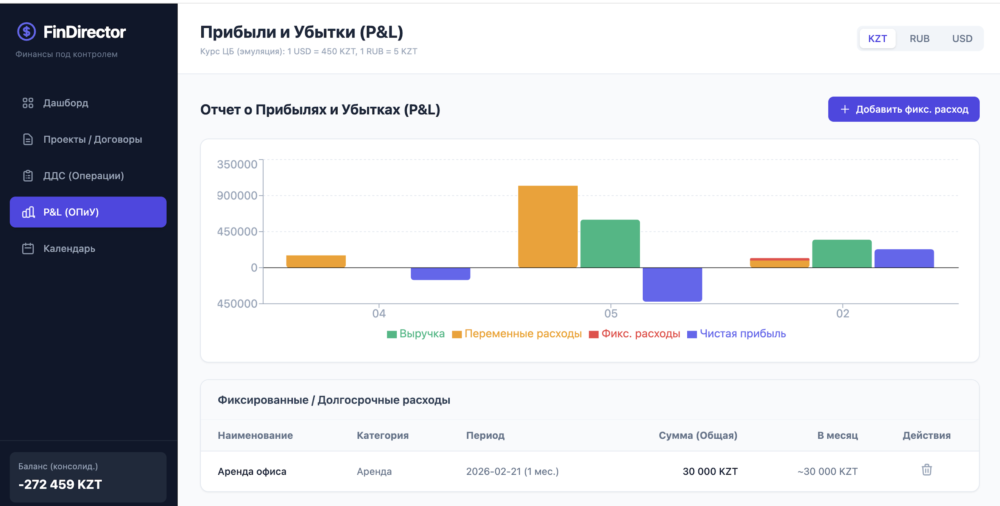 FinDirector
Финансы под контролем
Дашборд
Проекты / Договоры
ДДС (Операции)
P&L (ОПиУ)
Календарь
Баланс (консолид.)
-272 459 KZT
Прибыли и Убытки (P&L)
Курс ЦБ (эмуляция): 1 USD = 450 KZT, 1 RUB = 5 KZT
KZT RUB USD
Отчет о Прибылях и Убытках (P&L)
+ Добавить фикс. расход
350000
900000
450000
0
450000
04 05 02
Выручка Переменные расходы Фикс. расходы Чистая прибыль
Фиксированные / Долгосрочные расходы
Наименование Категория Период Сумма (Общая) В месяц Действия
Аренда офиса Аренда 2026-02-21 (1 мес.) 30 000 KZT ~30 000 KZT